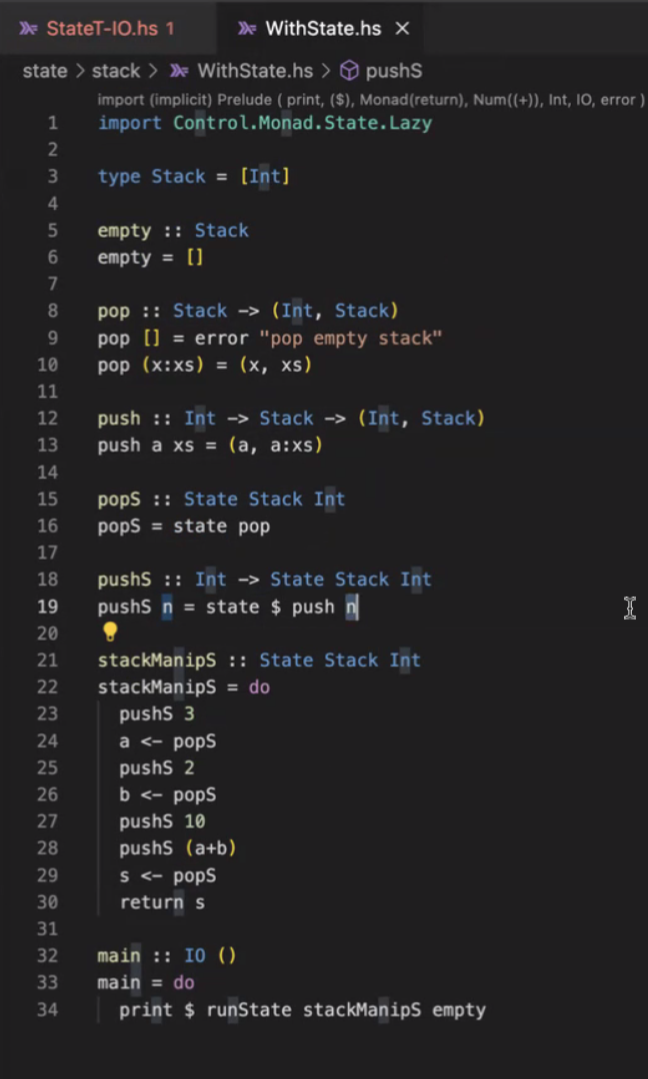 StateT-IO.hs 1 WithState.hs
state > stack > WithState.hs > pushS
import (implicit) Prelude ( print, ($), Monad(return), Num((+)), Int, IO, error )
1 import Control.Monad.State.Lazy
2
3 type Stack = [Int]
4
5 empty :: Stack
6 empty = []
7
8 pop :: Stack -> (Int, Stack)
9 pop [] = error "pop empty stack"
10 pop (x:xs) = (x, xs)
11
12 push :: Int -> Stack -> (Int, Stack)
13 push a xs = (a, a:xs)
14
15 popS :: State Stack Int
16 popS = state pop
17
18 pushS :: Int -> State Stack Int
19 pushS n = state $ push n
20
21 stackManipS :: State Stack Int
22 stackManipS = do
23 pushS 3
24 a <- popS
25 pushS 2
26 b <- popS
27 pushS 10
28 pushS (a+b)
29 s <- popS
30 return s
31
32 main :: IO ()
33 main = do
34 print $ runState stackManipS empty